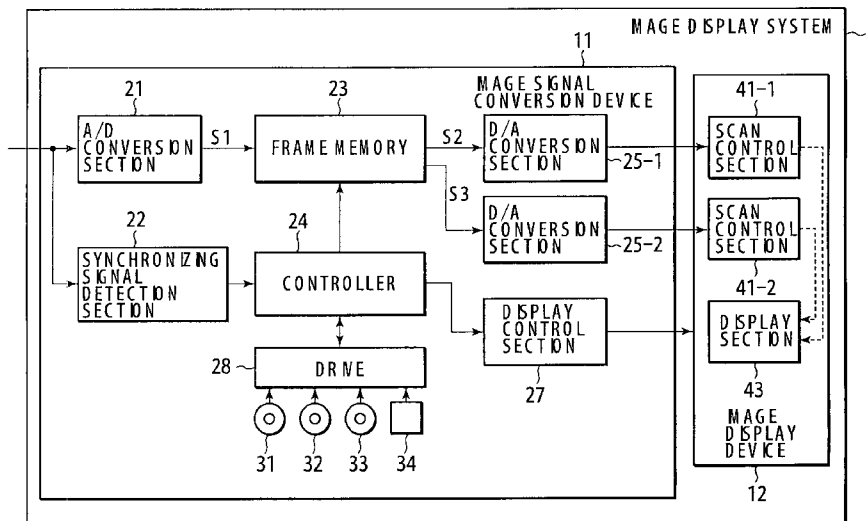 MAGE DISPLAY SYSTEM
11
MAGE SIGNAL
CONVERSION DEVICE
21
A/D
CONVERSION
SECTION
S1
23
FRAME MEMORY
S2
S3
D/A
CONVERSION
SECTION
25-1
41-1
SCAN
CONTROL
SECTION
22
SYNCHRONIZING
SIGNAL
DETECTION
SECTION
24
CONTROLLER
D/A
CONVERSION
SECTION
25-2
SCAN
CONTROL
SECTION
41-2
DISPLAY
CONTROL
SECTION
27
DISPLAY
SECTION
43
28
DRIVE
31
32
33
34
MAGE
DISPLAY
DEVICE
12